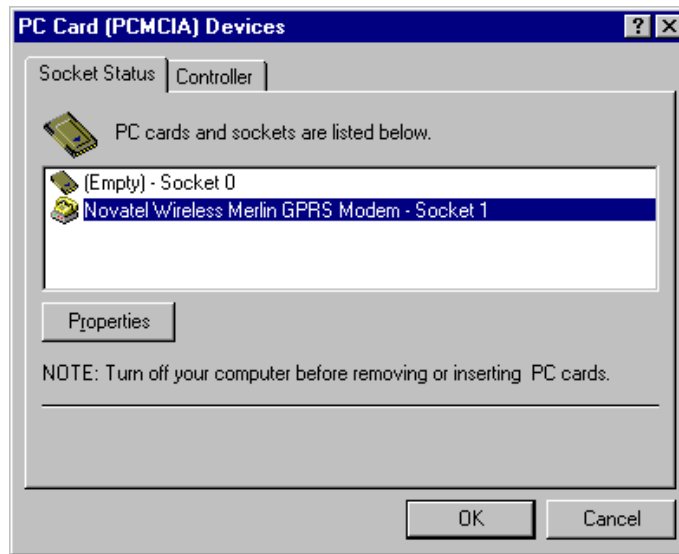 PC Card (PCMCIA) Devices
Socket Status
Controller
PC cards and sockets are listed below.
(Empty) - Socket 0
Novatel Wireless Merlin GPRS Modem - Socket 1
Properties
NOTE: Turn off your computer before removing or inserting PC cards.
OK
Cancel